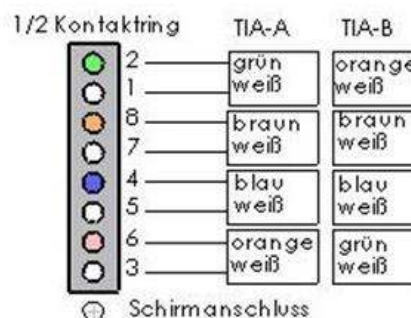 1/2 Kontaktring TIA-A TIA-B
2 grün orange
1 weiß weiß
8 braun braun
7 weiß weiß
4 blau blau
5 weiß weiß
6 orange grün
3 weiß weiß
Schirmanschluss